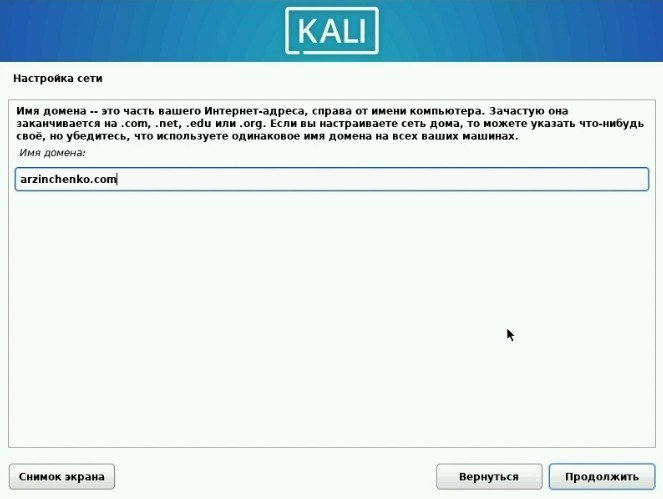 KALI
Настройка сети
Имя домена -- это часть вашего Интернет-адреса, справа от имени компьютера. Зачастую она
заканчивается на .com, .net, .edu или .org. Если вы настраиваете сеть дома, то можете указать что-нибудь
своё, но убедитесь, что используете одинаковое имя домена на всех ваших машинах.
Имя домена:
arzinchenko.com
Снимок экрана
Вернуться
Продолжить